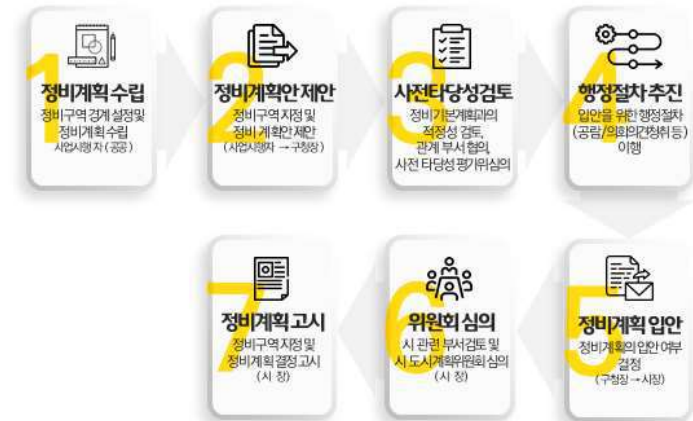 1
정비계획 수립
정비구역 경계 설정및
정비계획 수립
사업시행 자 (공공)
2
정비계획안 제안
정비구역 지정 및
정비 계획안 제안
(사업시행자 → 구청장)
3
사전타당성검토
정비기본계획과의
적정성 검토,
관계 부서 협의,
사전 타당성 평가위심의
4
행정절차 추진
입안을 위한 행정절차
(공람/의회의견청취 등)
이행
5
정비계획 입안
정비계획의 입안 여부
결정
(구청장 → 시장)
6
위원회 심의
시 관련 부서검토 및
시 도시계획위원회 심의
(시 장)
7
정비계획 고시
정비구역 지정 및
정비계획 결정 고시
(시 장)